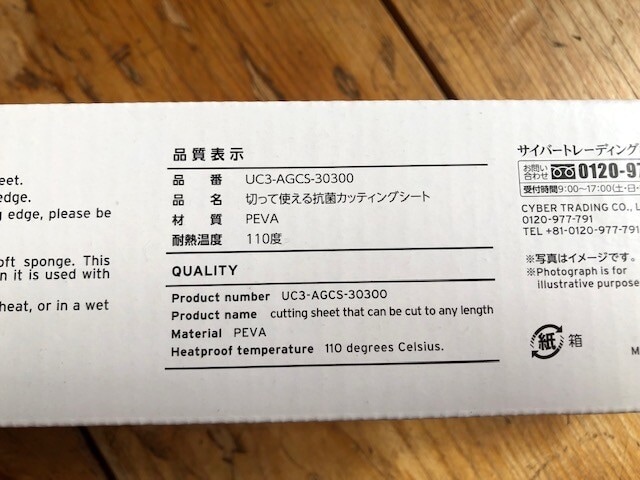 eet.
edge.
g edge, please be
oft sponge. This
n it is used with
heat, or in a wet
品質表示
品 番 UC3-AGCS-30300
品 名 切って使える抗菌カッティングシート
材 質 PEVA
耐熱温度 110度
QUALITY
Product number UC3-AGCS-30300
Product name cutting sheet that can be cut to any length
Material PEVA
Heatproof temperature 110 degrees Celsius.
サイバートレーディング
お問い合わせ 0120-97
受付時間9:00〜17:00(土・日・
CYBER TRADING CO., L
0120-977-791
TEL +81-0120-977-791
※写真はイメージです。
※Photograph is for
illustrative purpose
紙 箱
M